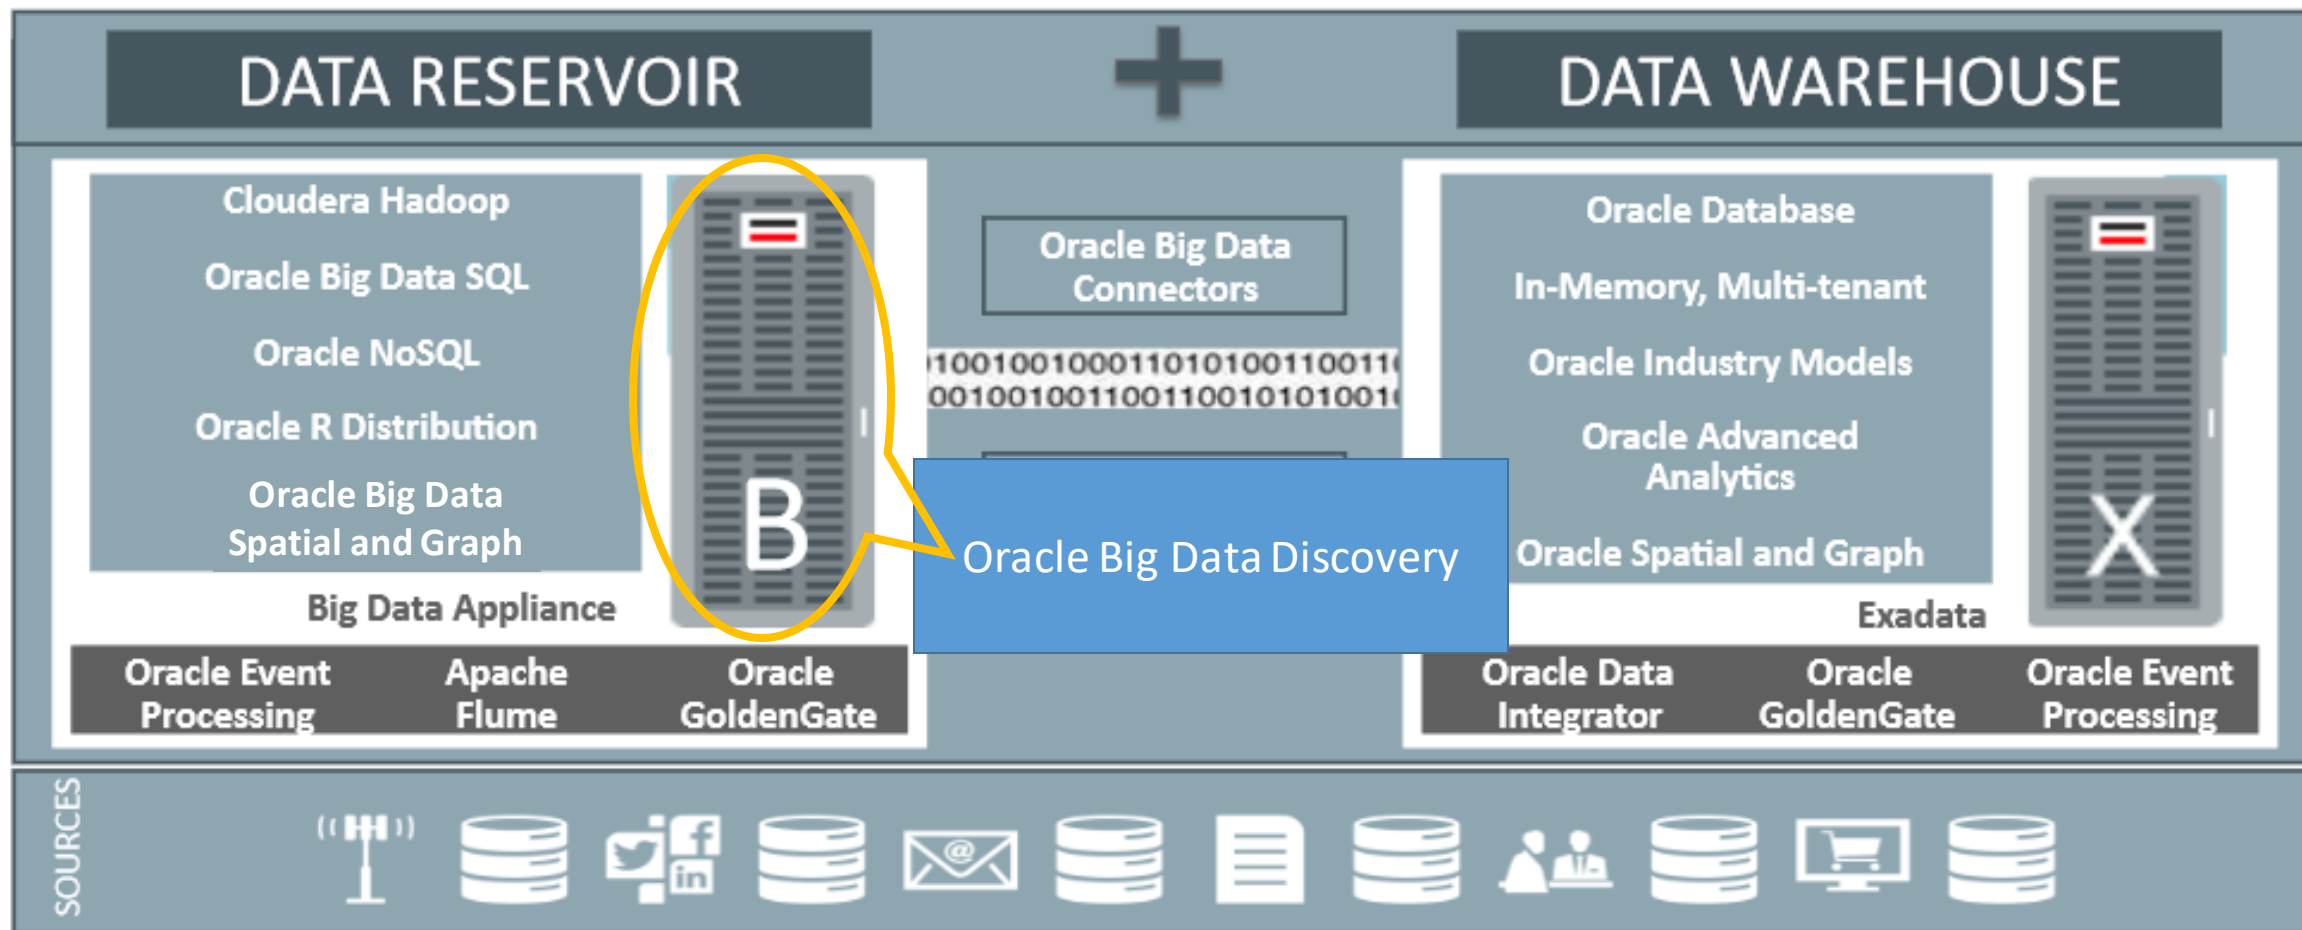 DATA RESERVOIR
DATA WAREHOUSE
Cloudera Hadoop
Oracle Big Data SQL
Oracle NoSQL
Oracle R Distribution
Oracle Big Data
Spatial and Graph
Big Data Appliance
B
Oracle Event
Processing
Apache
Flume
Oracle
GoldenGate
Oracle Big Data
Connectors
Oracle Big Data Discovery
Oracle Database
In-Memory, Multi-tenant
Oracle Industry Models
Oracle Advanced
Analytics
Oracle Spatial and Graph
Exadata
X
Oracle Data
Integrator
Oracle
GoldenGate
Oracle Event
Processing
SOURCES
f
in
@